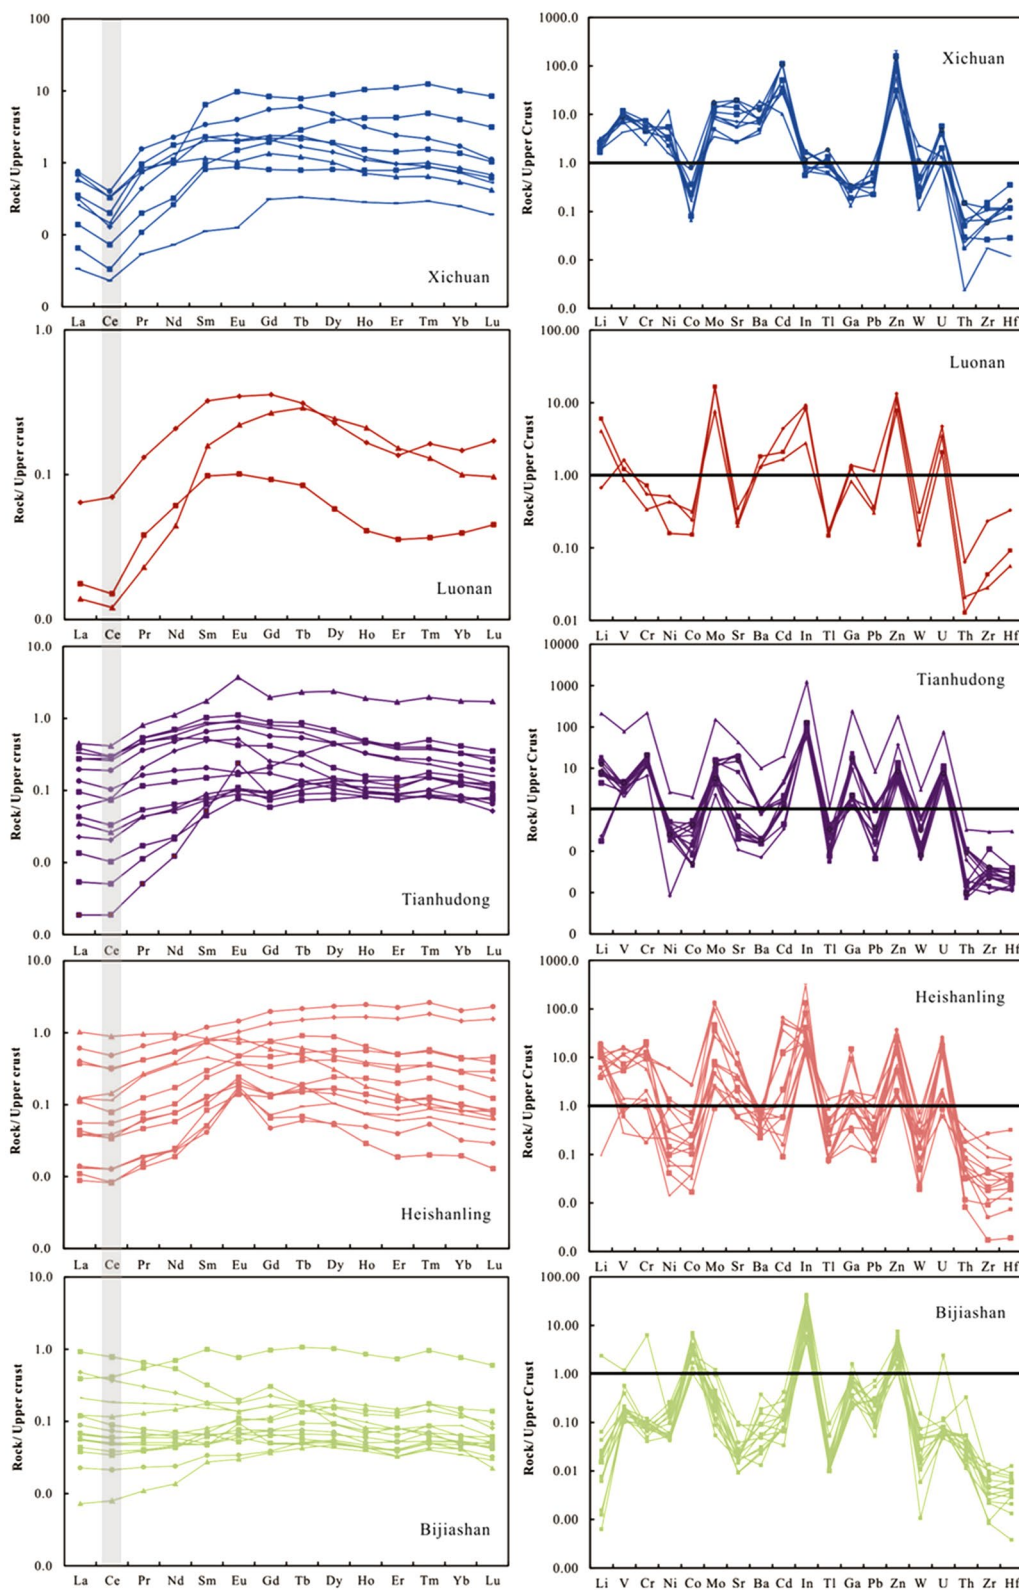 100
10
1
0
0
Rock/Upper crust
Xichuan
La Ce Pr Nd Sm Eu Gd Tb Dy Ho Er Tm Yb Lu
1000.0
100.0
10.0
1.0
0.1
0.0
0.0
Rock/Upper Crust
Xichuan
Li V Cr Ni Co Mo Sr Ba Cd In Tl Ga Pb Zn W U Th Zr Hf
1.0
0.1
0.0
Rock/ Upper crust
Luonan
La Ce Pr Nd Sm Eu Gd Tb Dy Ho Er Tm Yb Lu
100.00
10.00
1.00
0.10
0.01
Rock/Upper Crust
Luonan
Li V Cr Ni Co Mo Sr Ba Cd In Tl Ga Pb Zn W U Th Zr Hf
10.0
1.0
0.1
0.0
0.0
Rock/ Upper crust
Tianhudong
La Ce Pr Nd Sm Eu Gd Tb Dy Ho Er Tm Yb Lu
10000
1000
100
10
1
0
0
0
Rock/Upper Crust
Tianhudong
Li V Cr Ni Co Mo Sr Ba Cd In Tl Ga Pb Zn W U Th Zr Hf
10.0
1.0
0.1
0.0
0.0
Rock/ Upper crust
Heishanling
La Ce Pr Nd Sm Eu Gd Tb Dy Ho Er Tm Yb Lu
1000.0
100.0
10.0
1.0
0.1
0.0
0.0
Rock/Upper Crust
Heishanling
Li V Cr Ni Co Mo Sr Ba Cd In Tl Ga Pb Zn W U Th Zr Hf
10.0
1.0
0.1
0.0
0.0
Rock/ Upper crust
Bijiashan
La Ce Pr Nd Sm Eu Gd Tb Dy Ho Er Tm Yb Lu
100.00
10.00
1.00
0.10
0.01
0.00
0.00
Rock/Upper Crust
Bijiashan
Li V Cr Ni Co Mo Sr Ba Cd In Tl Ga Pb Zn W U Th Zr Hf